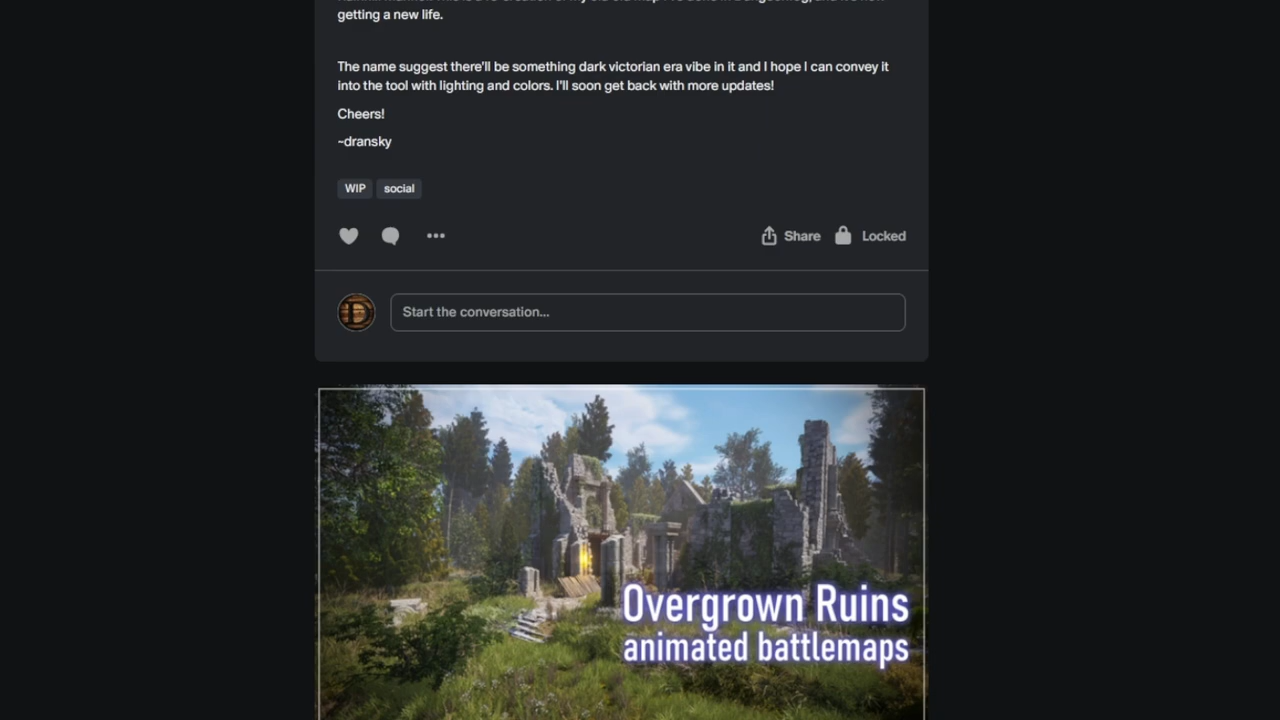 getting a new life.
The name suggest there'll be something dark victorian era vibe in it and I hope I can convey it
into the tool with lighting and colors. I'll soon get back with more updates!
Cheers!
~dransky
WIP social
Share Locked
D
Start the conversation...
Overgrown Ruins
animated battlemaps